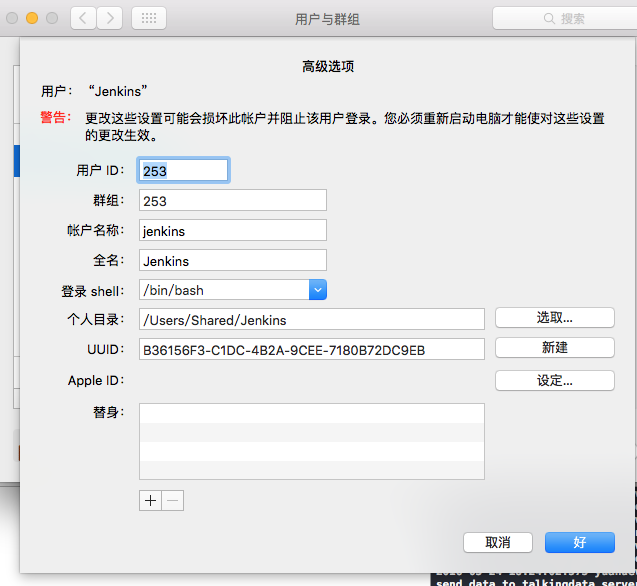 用户与群组
搜索
高级选项
用户： “Jenkins”
警告： 更改这些设置可能会损坏此帐户并阻止该用户登录。您必须重新启动电脑才能使对这些设置
的更改生效。
用户 ID： 253
群组： 253
帐户名称： jenkins
全名： Jenkins
登录 shell： /bin/bash
个人目录： /Users/Shared/Jenkins 选取...
UUID： B36156F3-C1DC-4B2A-9CEE-7180B72DC9EB 新建
Apple ID： 设定...
替身：
取消 好
send data to talkingdata serve